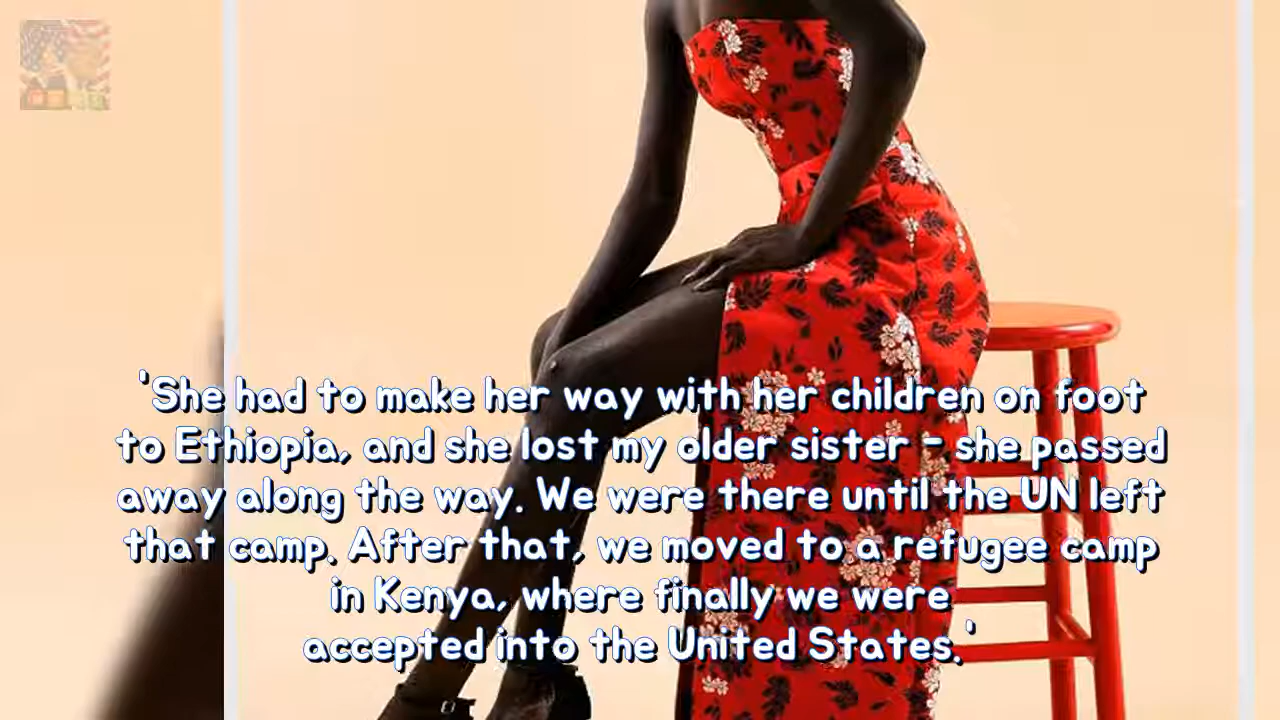 'She had to make her way with her children on foot
to Ethiopia, and she lost my older sister - she passed
away along the way. We were there until the UN left
that camp. After that, we moved to a refugee camp
in Kenya, where finally we were
accepted into the United States.'